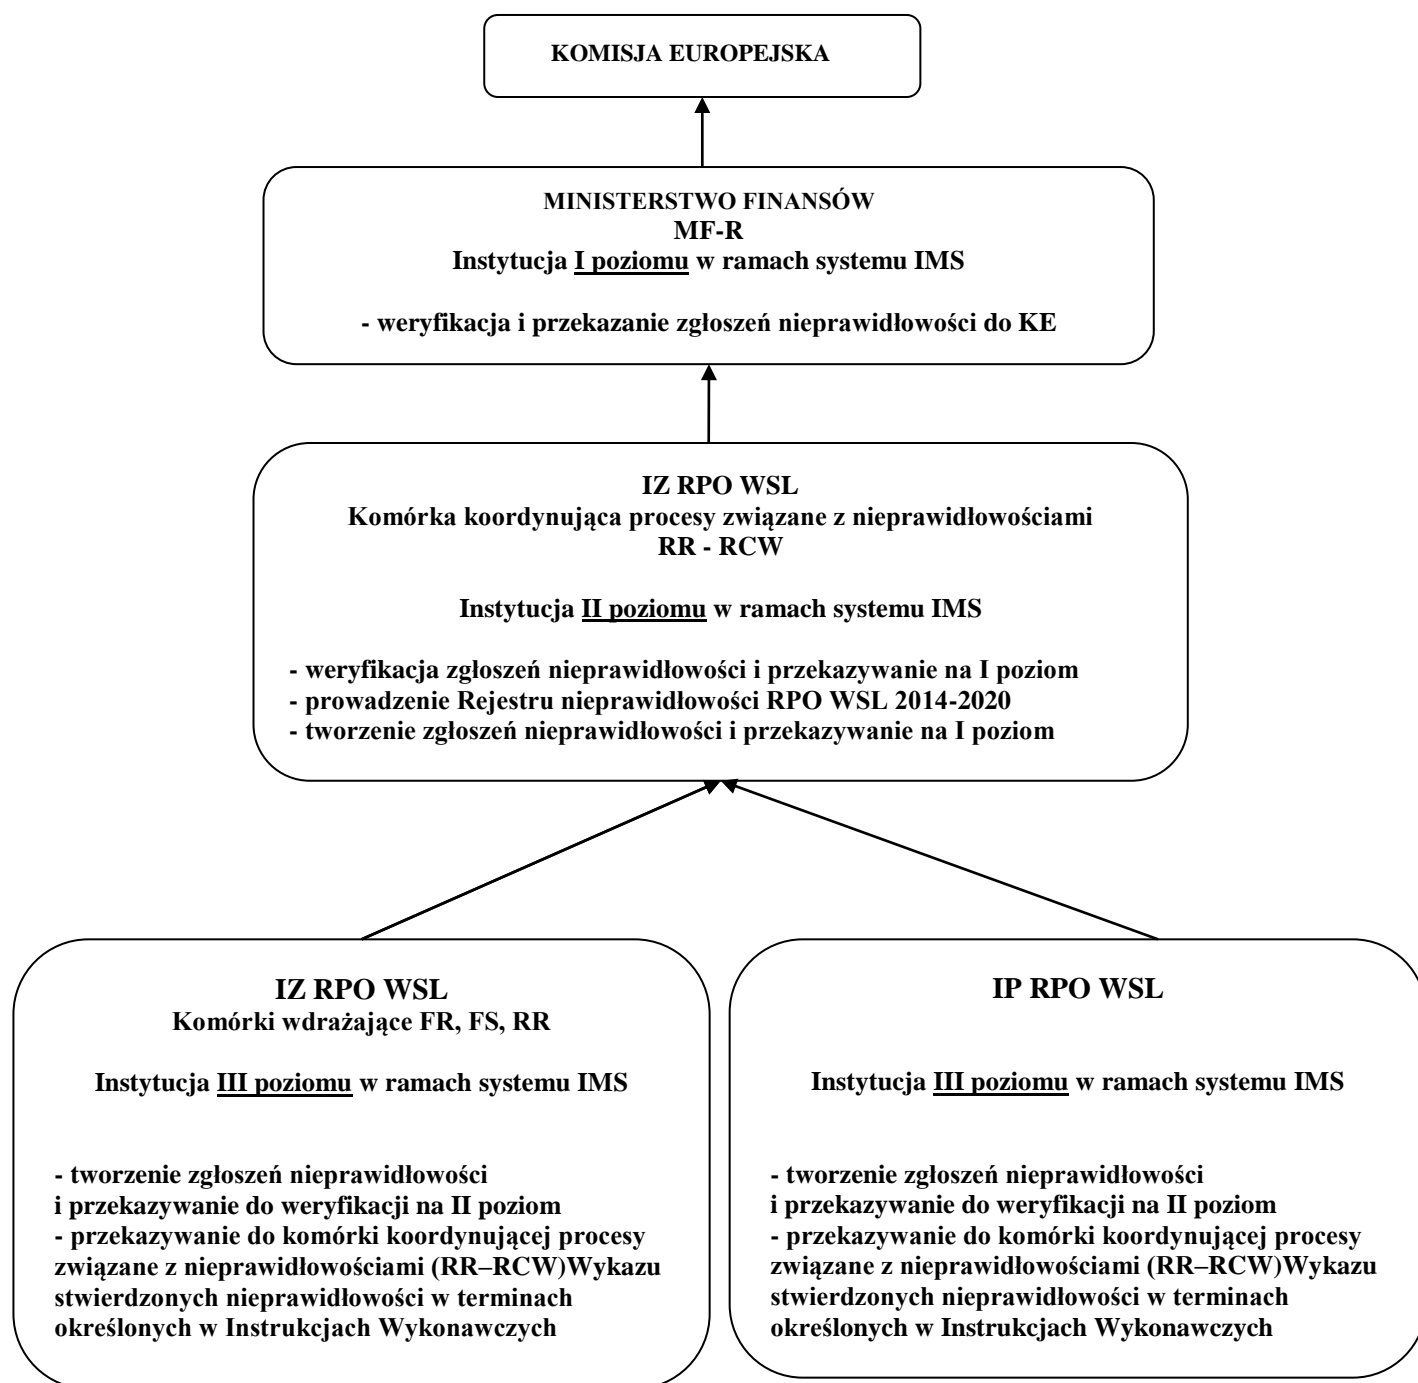 KOMISJA EUROPEJSKA
MINISTERSTWO FINANSÓW
MF-R
Instytucja I poziomu w ramach systemu IMS
- weryfikacja i przekazanie zgłoszeń nieprawidłowości do KE
IZ RPO WSL
Komórka koordynująca procesy związane z nieprawidłowościami
RR - RCW
Instytucja II poziomu w ramach systemu IMS
- weryfikacja zgłoszeń nieprawidłowości i przekazywanie na I poziom
- prowadzenie Rejestru nieprawidłowości RPO WSL 2014-2020
- tworzenie zgłoszeń nieprawidłowości i przekazywanie na I poziom
IZ RPO WSL
Komórki wdrażające FR, FS, RR
Instytucja III poziomu w ramach systemu IMS
- tworzenie zgłoszeń nieprawidłowości
i przekazywanie do weryfikacji na II poziom
- przekazywanie do komórki koordynującej procesy
związane z nieprawidłowościami (RR–RCW)Wykazu
stwierdzonych nieprawidłowości w terminach
określonych w Instrukcjach Wykonawczych
IP RPO WSL
Instytucja III poziomu w ramach systemu IMS
- tworzenie zgłoszeń nieprawidłowości
i przekazywanie do weryfikacji na II poziom
- przekazywanie do komórki koordynującej procesy
związane z nieprawidłowościami (RR–RCW)Wykazu
stwierdzonych nieprawidłowości w terminach
określonych w Instrukcjach Wykonawczych